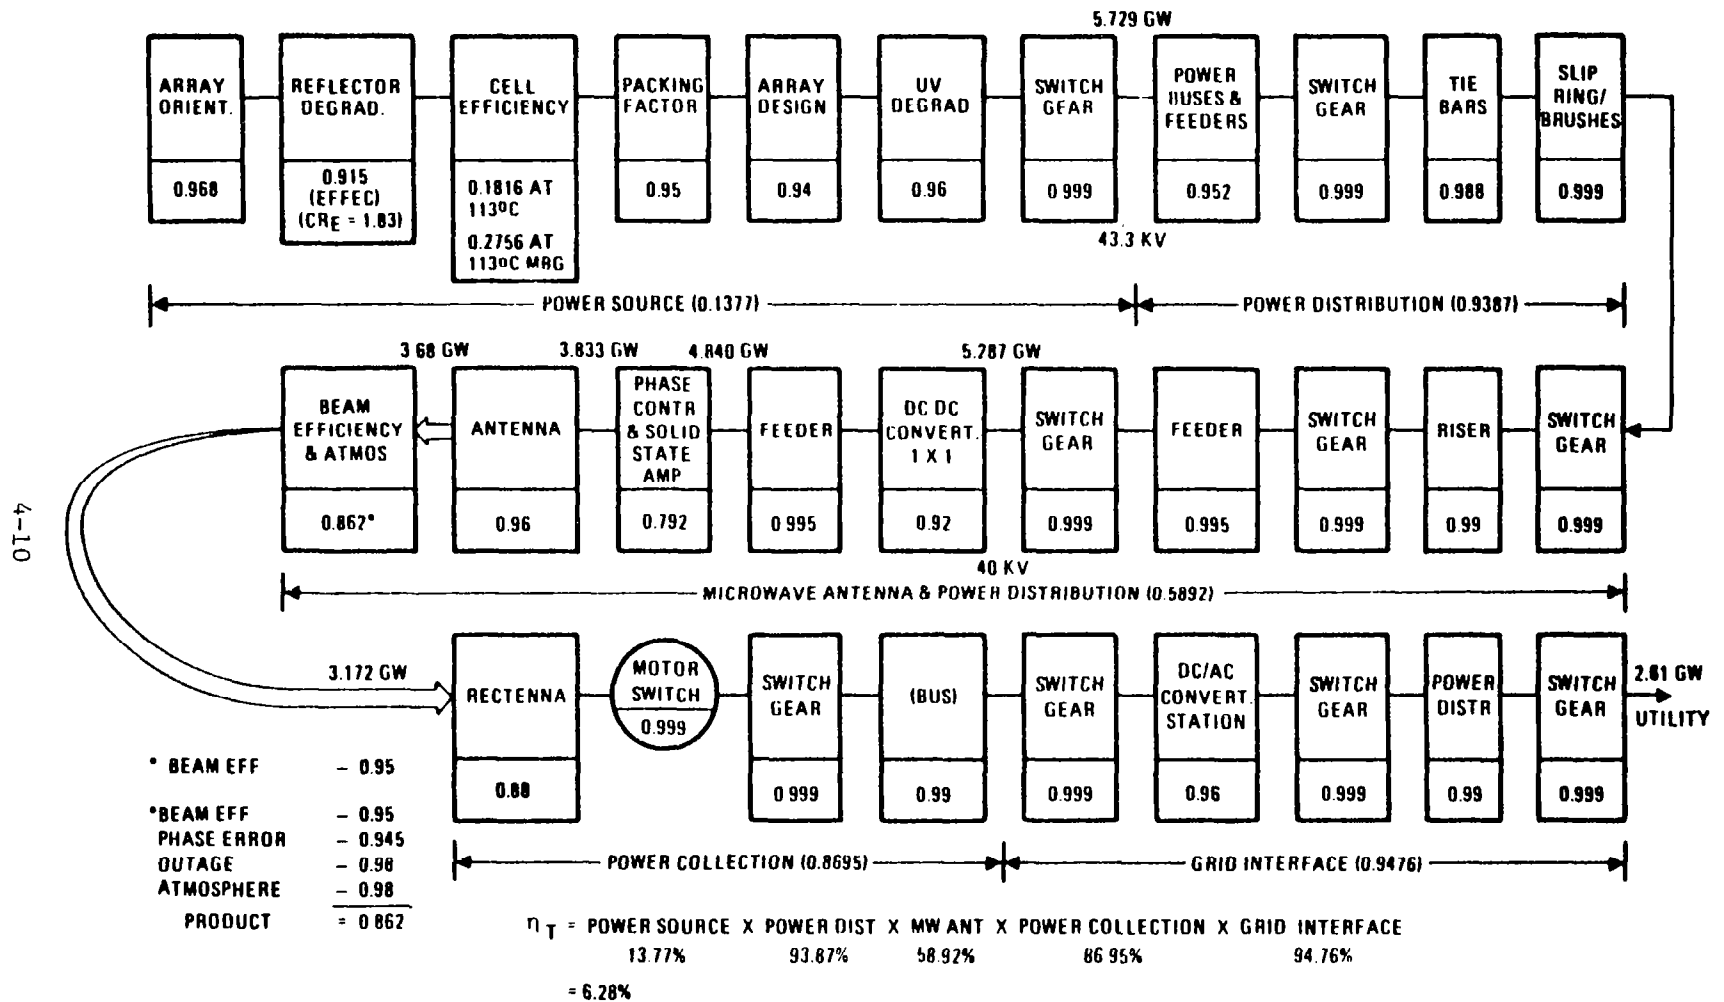 5.729 GW
ARRAY
ORIENT.
0.968
REFLECTOR
DEGRAD.
0.915
(EFFEC)
(CRE = 1.83)
CELL
EFFICIENCY
0.1816 AT
113ºC
0.2756 AT
113ºC MBG
PACKING
FACTOR
0.95
ARRAY
DESIGN
0.94
UV
DEGRAD
0.96
SWITCH
GEAR
0.999
POWER
BUSES &
FEEDERS
0.952
SWITCH
GEAR
0.999
TIE
BARS
0.988
SLIP
RING/
BRUSHES
0.999
43.3 KV
POWER SOURCE (0.1377)
POWER DISTRIBUTION (0.9387)
3 68 GW
3.833 GW
4.840 GW
5.287 GW
BEAM
EFFICIENCY
& ATMOS
0.862*
ANTENNA
0.96
PHASE
CONTR
& SOLID
STATE
AMP
0.792
FEEDER
0.995
DC DC
CONVERT.
1 X 1
0.92
SWITCH
GEAR
0.999
FEEDER
0.995
SWITCH
GEAR
0.999
RISER
0.99
SWITCH
GEAR
0.999
40 KV
MICROWAVE ANTENNA & POWER DISTRIBUTION (0.5892)
3.172 GW
RECTENNA
0.88
MOTOR
SWITCH
0.999
SWITCH
GEAR
0 999
(BUS)
0.99
SWITCH
GEAR
0.999
DC/AC
CONVERT.
STATION
0.96
SWITCH
GEAR
0.999
POWER
DISTR
0.99
SWITCH
GEAR
0.999
2.61 GW
UTILITY
* BEAM EFF – 0.95
*BEAM EFF – 0.95
PHASE ERROR – 0.945
OUTAGE – 0.98
ATMOSPHERE – 0.98
PRODUCT = 0 862
POWER COLLECTION (0.8695)
GRID INTERFACE (0.9476)
η T = POWER SOURCE X POWER DIST X MW ANT X POWER COLLECTION X GRID INTERFACE
13.77% 93.87% 58.92% 86 95% 94.76%
= 6.28%
4-10